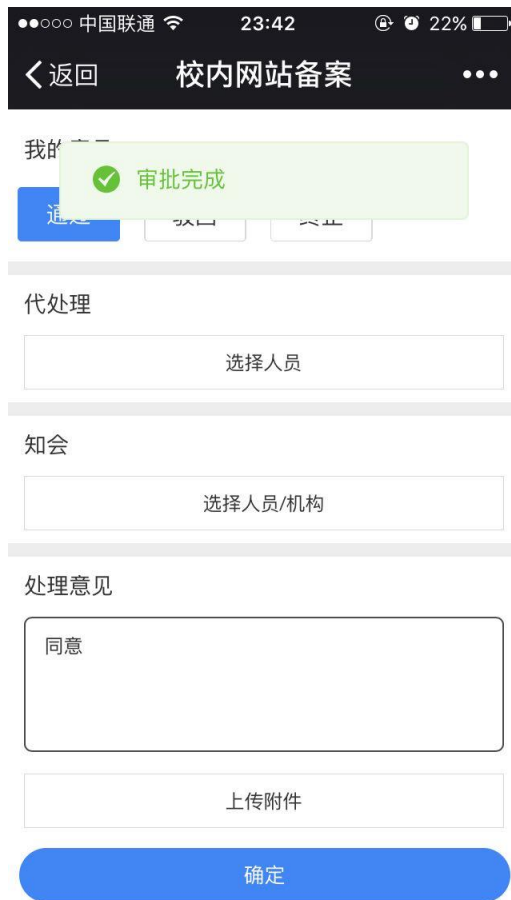 中国联通 23:42 22%
返回 校内网站备案
我的
审批完成
代处理
选择人员
知会
选择人员/机构
处理意见
同意
上传附件
确定